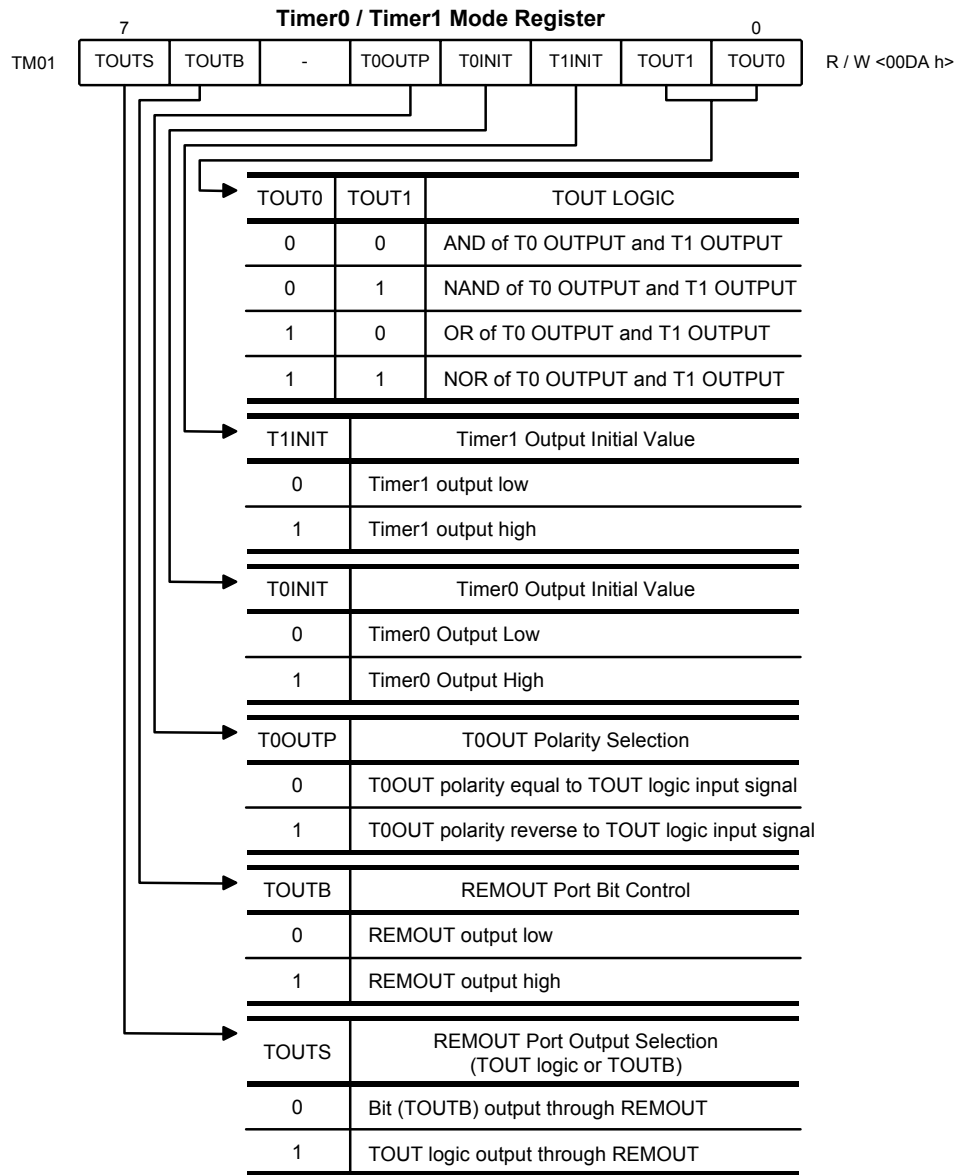 Timer0 / Timer1 Mode Register
7 0
TM01 TOUTS TOUTB - T0OUTP T0INIT T1INIT TOUT1 TOUT0 R / W <00DA h>
TOUT0 TOUT1 TOUT LOGIC
0 0 AND of T0 OUTPUT and T1 OUTPUT
0 1 NAND of T0 OUTPUT and T1 OUTPUT
1 0 OR of T0 OUTPUT and T1 OUTPUT
1 1 NOR of T0 OUTPUT and T1 OUTPUT
T1INIT Timer1 Output Initial Value
0 Timer1 output low
1 Timer1 output high
T0INIT Timer0 Output Initial Value
0 Timer0 Output Low
1 Timer0 Output High
T0OUTP T0OUT Polarity Selection
0 T0OUT polarity equal to TOUT logic input signal
1 T0OUT polarity reverse to TOUT logic input signal
TOUTB REMOUT Port Bit Control
0 REMOUT output low
1 REMOUT output high
TOUTS REMOUT Port Output Selection
(TOUT logic or TOUTB)
0 Bit (TOUTB) output through REMOUT
1 TOUT logic output through REMOUT